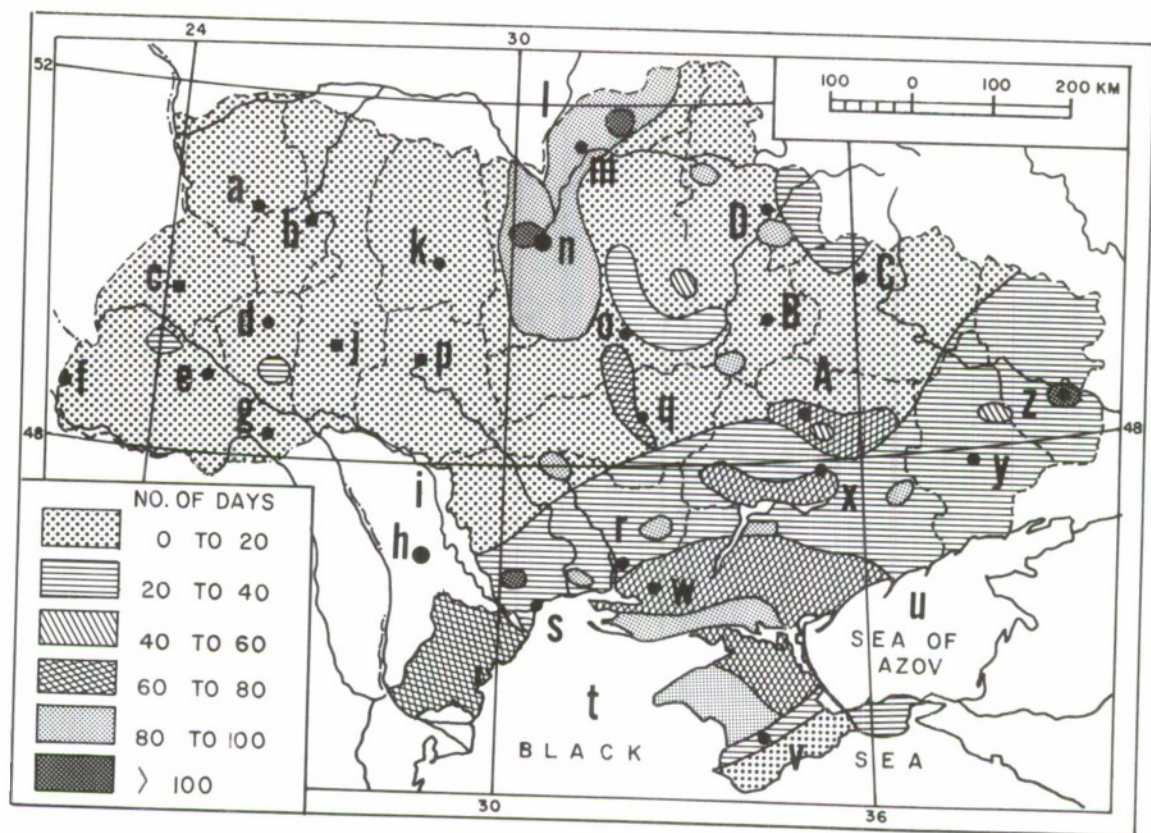 24
30
52
100 0 100 200 KM
l
m
a
b
D
k
n
C
c
d
o
B
j
p
A
f
e
z
q
g
48
48
y
i
x
NO. OF DAYS
r
0 TO 20
h
w
u
20 TO 40
s
SEA OF
AZOV
40 TO 60
60 TO 80
t
80 TO 100
BLACK
v
SEA
> 100
30
36